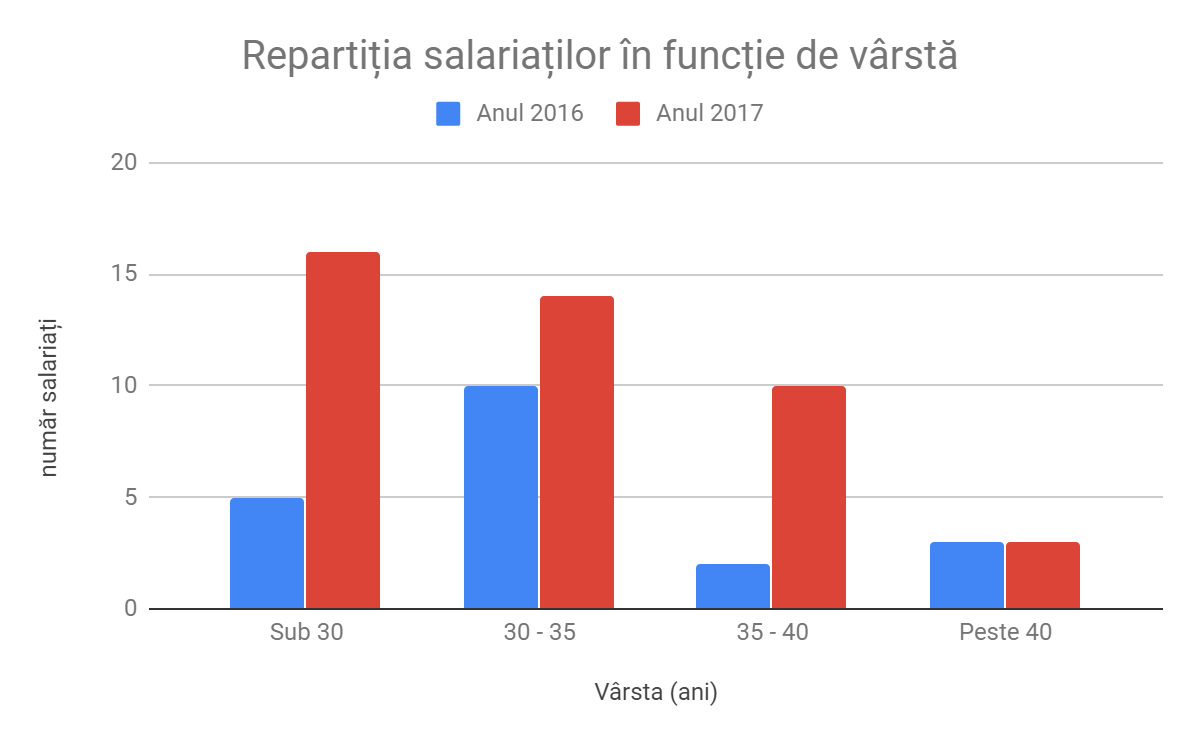 Repartiția salariaților în funcție de vârstă
Anul 2016 Anul 2017
20
15
10
5
0
număr salariați
Sub 30 30 - 35 35 - 40 Peste 40
Vârsta (ani)